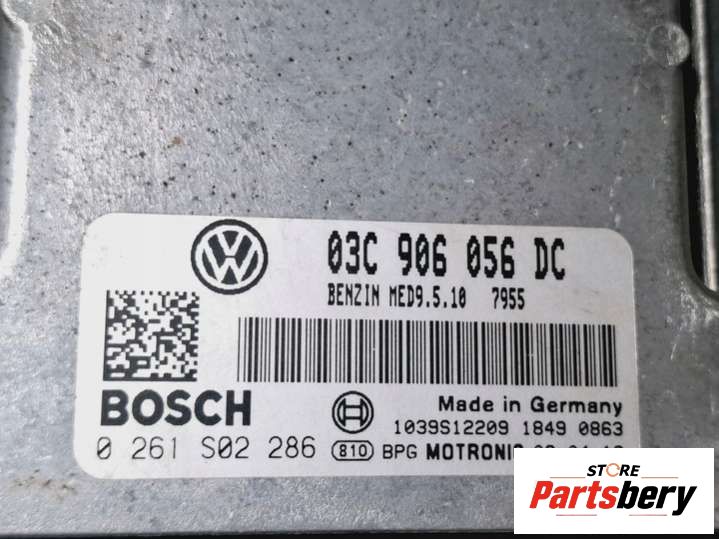 03C 906 056 DC
BENZIN MED9.5.10 7955
BOSCH
Made in Germany
1039S12209 1849 0863
0 261 S02 286 810 BPG MOTRONIC
STORE
Partsbery